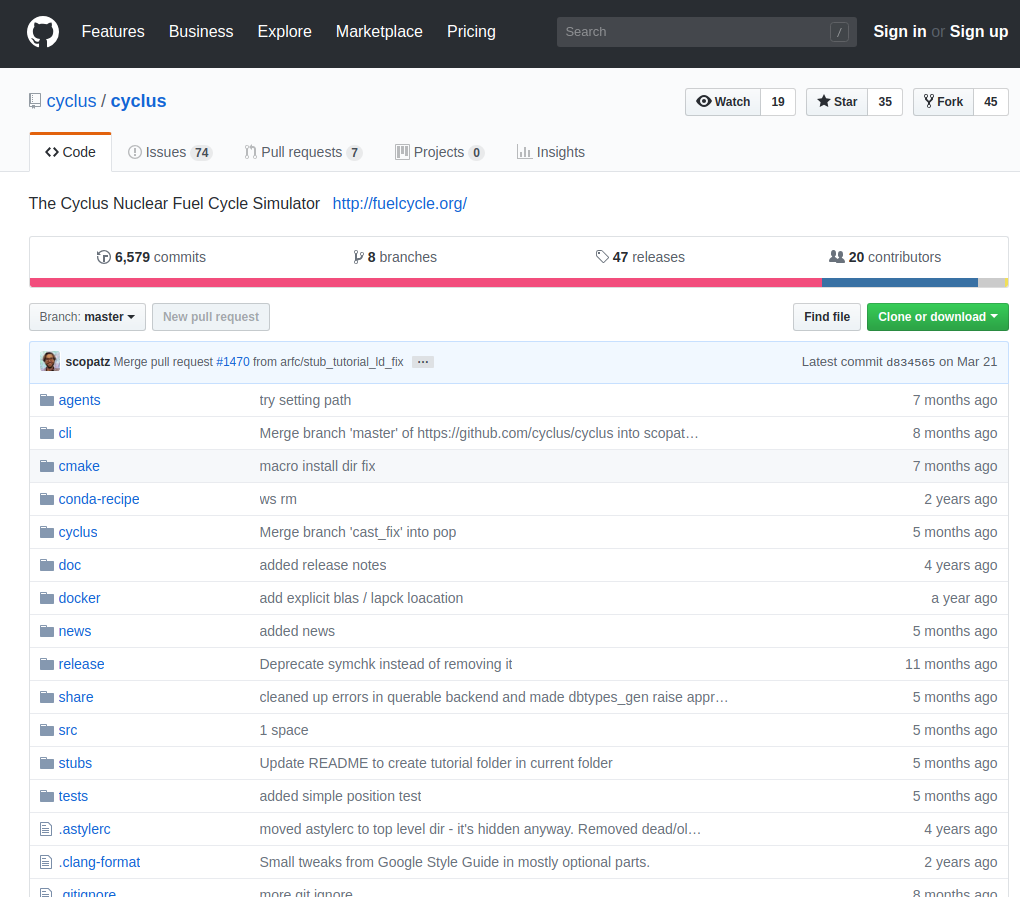 Features Business Explore Marketplace Pricing Search / Sign in or Sign up
cyclus / cyclus Watch 19 Star 35 Fork 45
Code Issues 74 Pull requests 7 Projects 0 Insights
The Cyclus Nuclear Fuel Cycle Simulator http://fuelcycle.org/
6,579 commits 8 branches 47 releases 20 contributors
Branch: master New pull request Find file Clone or download
scopatz Merge pull request #1470 from arfc/stub_tutorial_ld_fix ... Latest commit d834565 on Mar 21
agents try setting path 7 months ago
cli Merge branch 'master' of https://github.com/cyclus/cyclus into scopat… 8 months ago
cmake macro install dir fix 7 months ago
conda-recipe ws rm 2 years ago
cyclus Merge branch 'cast_fix' into pop 5 months ago
doc added release notes 4 years ago
docker add explicit blas / lapck loacation a year ago
news added news 5 months ago
release Deprecate symchk instead of removing it 11 months ago
share cleaned up errors in querable backend and made dbtypes_gen raise appr… 5 months ago
src 1 space 5 months ago
stubs Update README to create tutorial folder in current folder 5 months ago
tests added simple position test 5 months ago
.astylerc moved astylerc to top level dir - it's hidden anyway. Removed dead/ol… 4 years ago
.clang-format Small tweaks from Google Style Guide in mostly optional parts. 2 years ago
.gitignore more git ignore 8 months ago